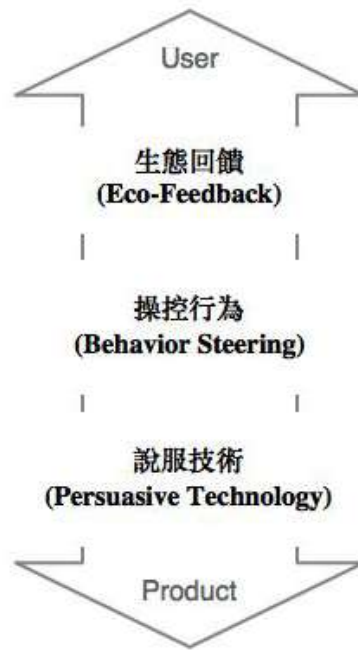 User
生態回饋
(Eco-Feedback)
操控行為
(Behavior Steering)
說服技術
(Persuasive Technology)
Product